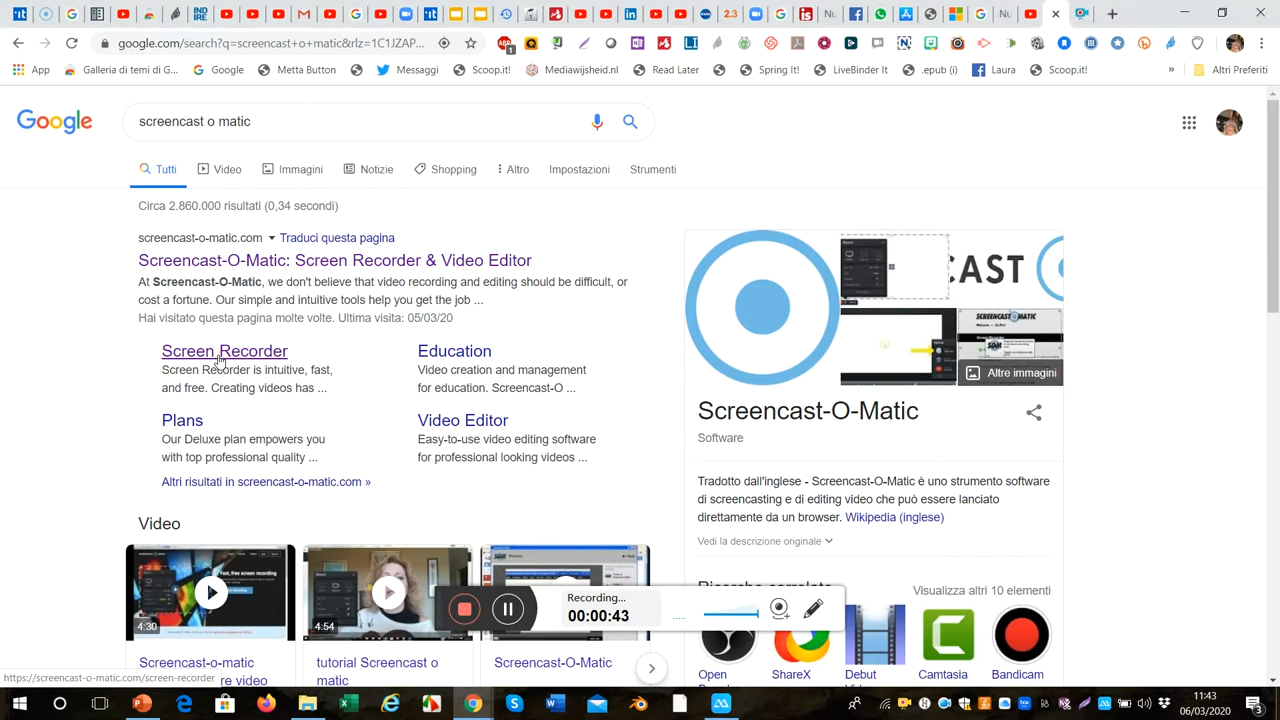 2.3
G Nu
Nu
google.com/search?q=screencast+o+matic&rlz=1C1JZAP...
1
App
Galleria di temi di G...
Google
Metta Button
Messaggi
Scoop.it!
Mediawijsheid.nl
Read Later
Spring It!
LiveBinder It
.epub (i)
Laura
Scoop.it!
»
Altri Preferiti
Google
screencast o matic
Tutti
Video
Immagini
Notizie
Shopping
Altro
Impostazioni
Strumenti
Circa 2.860.000 risultati (0,34 secondi)
screencast-o-matic.com
Traduci questa pagina
Screencast-O-Matic: Screen Recorder & Video Editor
At Screencast-O-Matic, we don't believe that video recording and editing should be difficult, or
cost a fortune. Our simple and intuitive tools help you get the job ...
Hai visitato questa pagina molte volte. Ultima visita: 05/03/20
Screen Recorder
Screen Recorder is intuitive, fast,
and free. Creating videos has ...
Education
Video creation and management
for education. Screencast-O ...
Plans
Our Deluxe plan empowers you
with top professional quality ...
Video Editor
Easy-to-use video editing software
for professional looking videos ...
Altri risultati in screencast-o-matic.com »
Video
4:30
4:54
Screencast-o-matic
re video
tutorial Screencast o
matic
Screencast-O-Matic
CAST
Altre immagini
Screencast-O-Matic
Software
Tradotto dall'inglese - Screencast-O-Matic è uno strumento software
di screencasting e di editing video che può essere lanciato
direttamente da un browser. Wikipedia (inglese)
Vedi la descrizione originale
Ricerche correlate
Visualizza altri 10 elementi
Open
ShareX
Debut
Camtasia
Bandicam
Recording...
00:00:43
11:43
06/03/2020